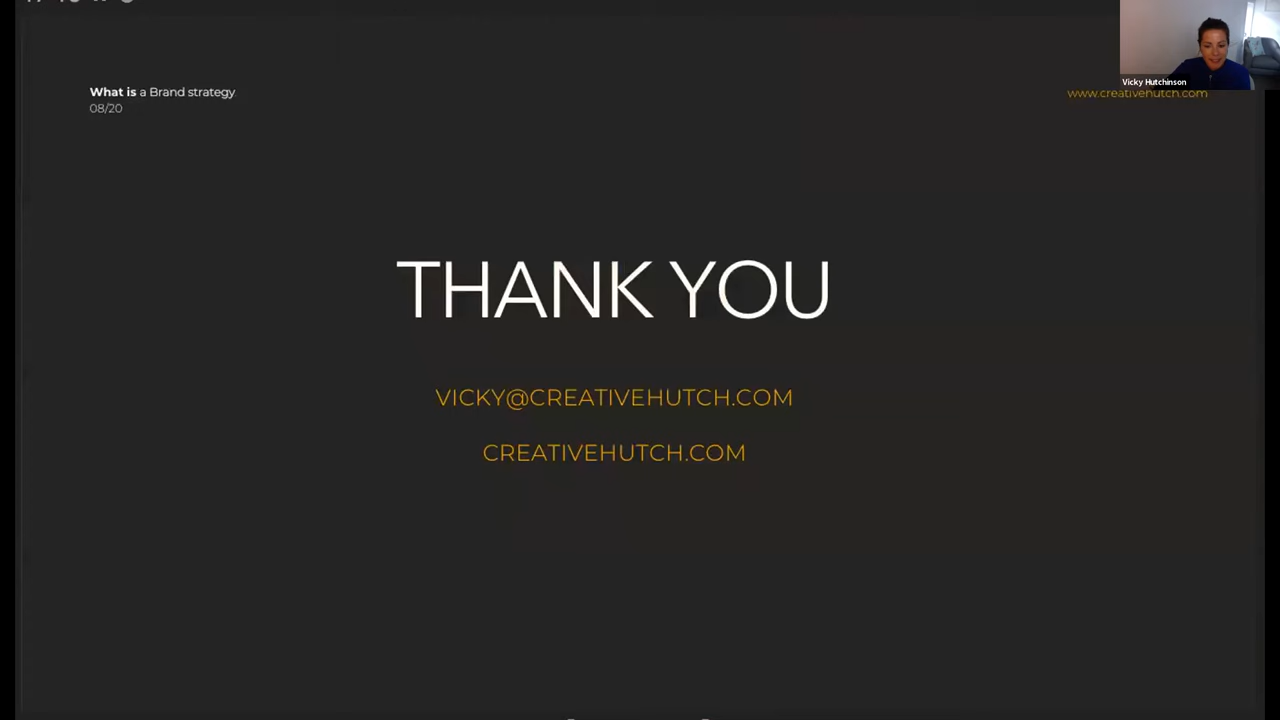 What is a Brand strategy
08/20
Vicky Hutchinson
www.creativehutch.com
THANK YOU
VICKY@CREATIVEHUTCH.COM
CREATIVEHUTCH.COM